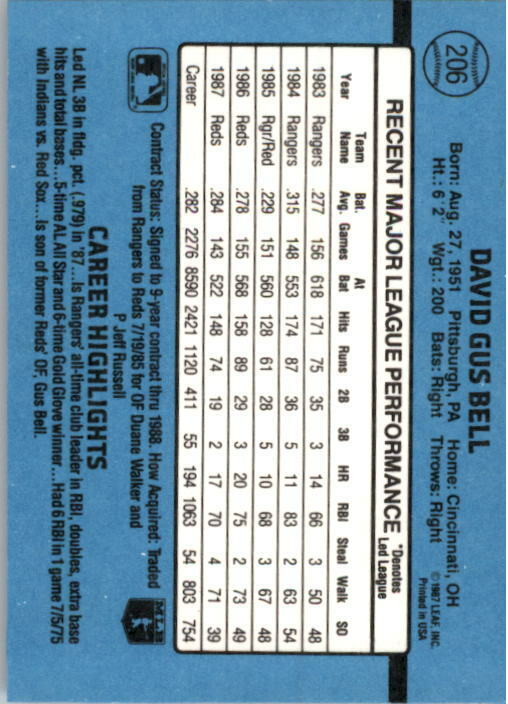 206
DAVID GUS BELL
Born: Aug. 27, 1951 Pittsburgh, PA Home: Cincinnati, OH
Ht.: 6'2" Wgt.: 200 Bats: Right Throws: Right
©1987 LEAF, INC.
Printed in USA
RECENT MAJOR LEAGUE PERFORMANCE *Denotes Led League
Year Team Name Bat. Avg. Games At Bat Hits Runs 2B 3B HR RBI Steal Walk SO
1983 Rangers .277 156 618 171 75 35 3 14 66 3 50 48
1984 Rangers .315 148 553 174 87 36 5 11 83 2 63 54
1985 Rgr/Red .229 151 560 128 61 28 5 10 68 3 67 48
1986 Reds .278 155 568 158 89 29 3 20 75 2 73 49
1987 Reds .284 143 522 148 74 19 2 17 70 4 71 39
Career .282 2276 8590 2421 1120 411 55 194 1063 54 803 754
Contract Status: Signed to 9-year contract thru 1988. How Acquired: Traded
from Rangers to Reds 7/19/85 for OF Duane Walker and
P Jeff Russell
MLB
CAREER HIGHLIGHTS
Led NL 3B in fldg. pct. (.979) in '87...Is Rangers' all-time club leader in RBI, doubles, extra base
hits and total bases...5-time AL All Star and 6-time Gold Glove winner...Had 6 RBI in 1 game 7/5/75
with Indians vs. Red Sox...Is son of former Reds' OF, Gus Bell.